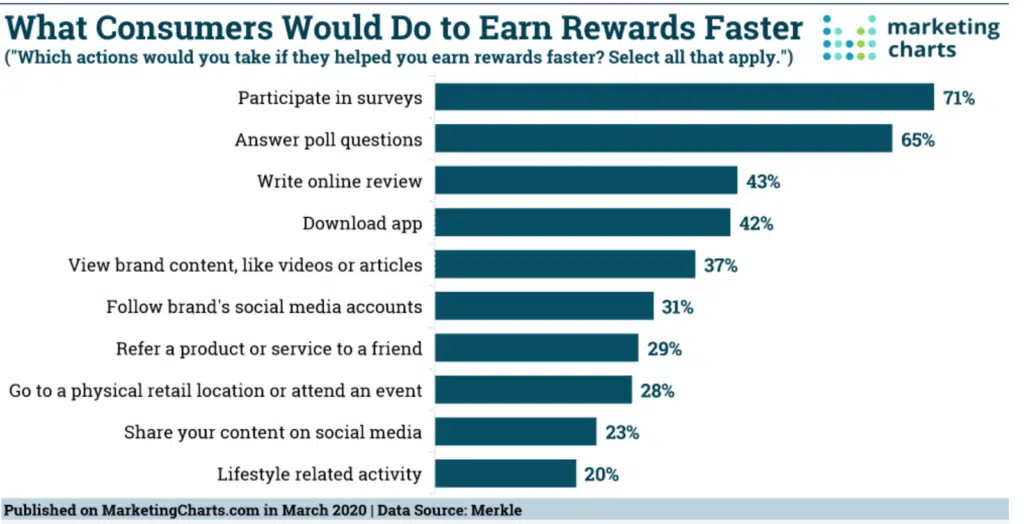 What Consumers Would Do to Earn Rewards Faster
("Which actions would you take if they helped you earn rewards faster? Select all that apply.")
marketing
charts
Participate in surveys 71%
Answer poll questions 65%
Write online review 43%
Download app 42%
View brand content, like videos or articles 37%
Follow brand's social media accounts 31%
Refer a product or service to a friend 29%
Go to a physical retail location or attend an event 28%
Share your content on social media 23%
Lifestyle related activity 20%
Published on MarketingCharts.com in March 2020 | Data Source: Merkle